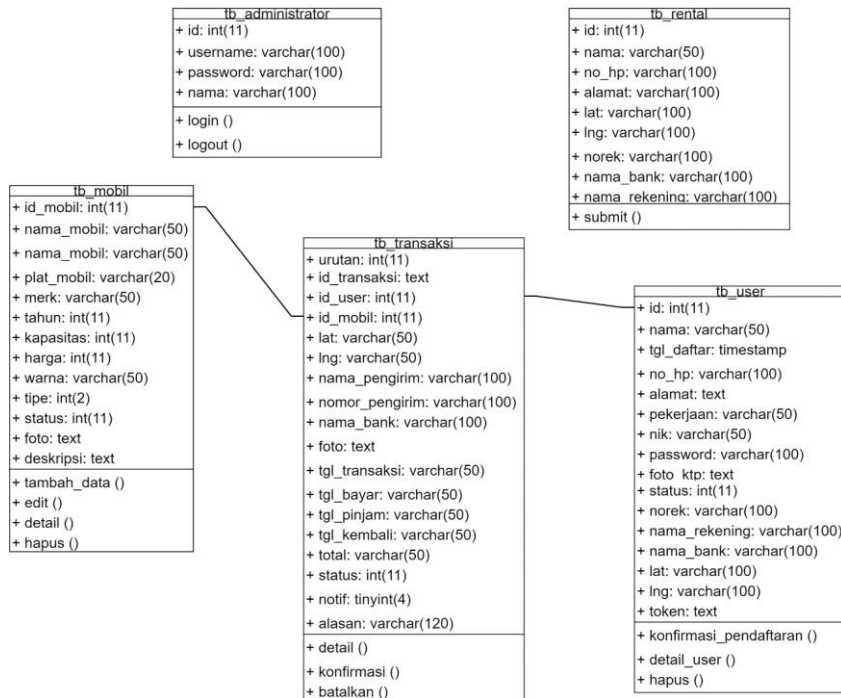 tb_administrator
+ id: int(11)
+ username: varchar(100)
+ password: varchar(100)
+ nama: varchar(100)
+ login ()
+ logout ()
tb_rental
+ id: int(11)
+ nama: varchar(50)
+ no_hp: varchar(100)
+ alamat: varchar(100)
+ lat: varchar(100)
+ lng: varchar(100)
+ norek: varchar(100)
+ nama_bank: varchar(100)
+ nama_rekening: varchar(100)
+ submit ()
tb_mobil
+ id_mobil: int(11)
+ nama_mobil: varchar(50)
+ nama_mobil: varchar(50)
+ plat_mobil: varchar(20)
+ merk: varchar(50)
+ tahun: int(11)
+ kapasitas: int(11)
+ harga: int(11)
+ warna: varchar(50)
+ tipe: int(2)
+ status: int(11)
+ foto: text
+ deskripsi: text
+ tambah_data ()
+ edit ()
+ detail ()
+ hapus ()
tb_transaksi
+ urutan: int(11)
+ id_transaksi: text
+ id_user: int(11)
+ id_mobil: int(11)
+ lat: varchar(50)
+ lng: varchar(50)
+ nama_pengirim: varchar(100)
+ nomor_pengirim: varchar(100)
+ nama_bank: varchar(100)
+ foto: text
+ tgl_transaksi: varchar(50)
+ tgl_bayar: varchar(50)
+ tgl_pinjam: varchar(50)
+ tgl_kembali: varchar(50)
+ total: varchar(50)
+ status: int(11)
+ notif: tinyint(4)
+ alasan: varchar(120)
+ detail ()
+ konfirmasi ()
+ batalkan ()
tb_user
+ id: int(11)
+ nama: varchar(50)
+ tgl_daftar: timestamp
+ no_hp: varchar(100)
+ alamat: text
+ pekerjaan: varchar(50)
+ nik: varchar(50)
+ password: varchar(100)
+ foto_ktp: text
+ status: int(11)
+ norek: varchar(100)
+ nama_rekening: varchar(100)
+ nama_bank: varchar(100)
+ lat: varchar(100)
+ lng: varchar(100)
+ token: text
+ konfirmasi_pendaftaran ()
+ detail_user ()
+ hapus ()